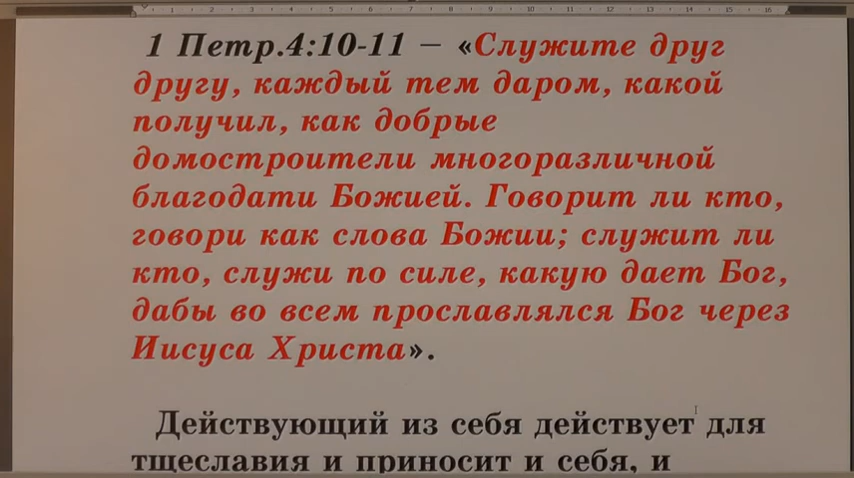 1 Петр.4:10-11 – «Служите друг
другу, каждый тем даром, какой
получил, как добрые
домостроители многоразличной
благодати Божией. Говорит ли кто,
говори как слова Божии; служит ли
кто, служи по силе, какую дает Бог,
дабы во всем прославлялся Бог через
Иисуса Христа».
Действующий из себя действует для
тщеславия и приносит и себя, и